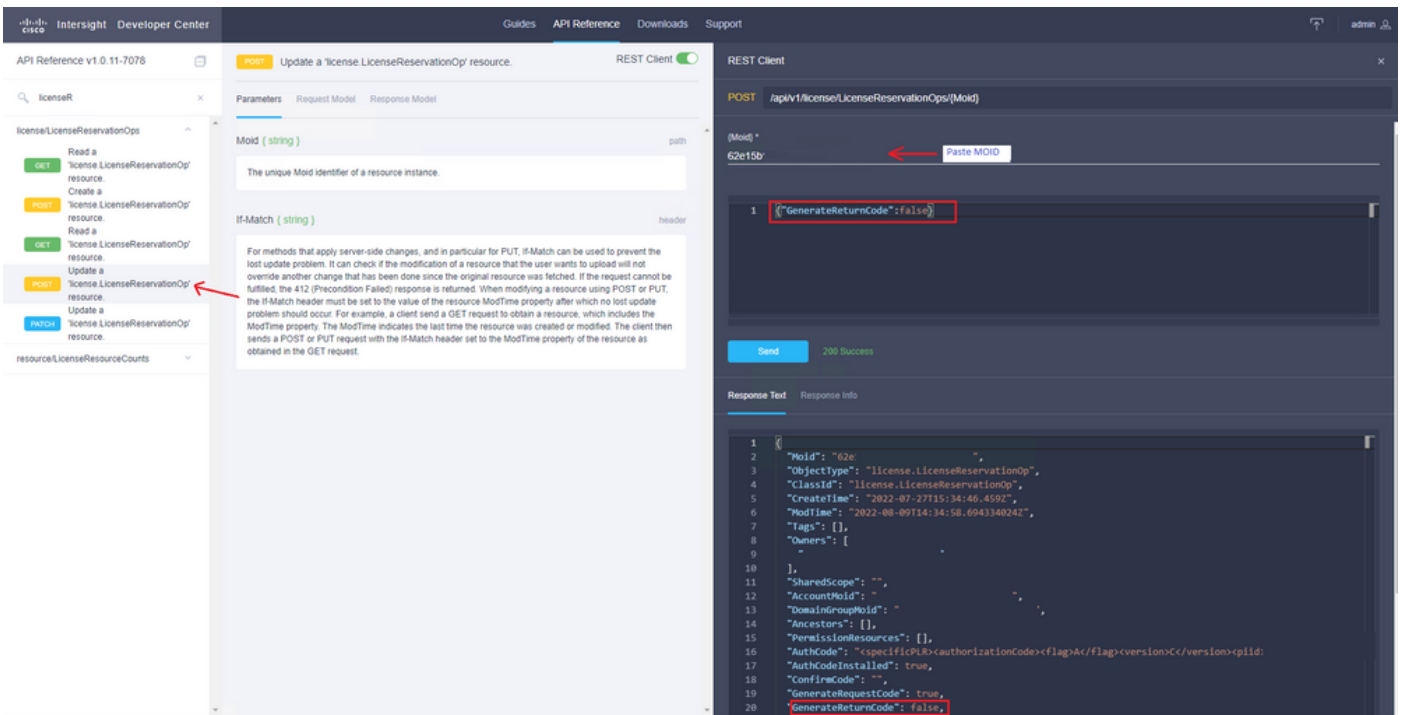 cisco Intersight Developer Center
Guides API Reference Downloads Support
admin
API Reference v1.0.11-7078
licenseR
license/LicenseReservationOps
GET
Read a
'license.LicenseReservationOp'
resource.
POST
Create a
'license.LicenseReservationOp'
resource.
GET
Read a
'license.LicenseReservationOp'
resource.
POST
Update a
'license.LicenseReservationOp'
resource.
PATCH
Update a
'license.LicenseReservationOp'
resource.
resource/LicenseResourceCounts
POST Update a 'license.LicenseReservationOp' resource. REST Client
Parameters Request Model Response Model
Moid { string } path
The unique Moid identifier of a resource instance.
If-Match { string } header
For methods that apply server-side changes, and in particular for PUT, If-Match can be used to prevent the
lost update problem. It can check if the modification of a resource that the user wants to upload will not
override another change that has been done since the original resource was fetched. If the request cannot be
fulfilled, the 412 (Precondition Failed) response is returned. When modifying a resource using POST or PUT,
the If-Match header must be set to the value of the resource ModTime property after which no lost update
problem should occur. For example, a client send a GET request to obtain a resource, which includes the
ModTime property. The ModTime indicates the last time the resource was created or modified. The client then
sends a POST or PUT request with the If-Match header set to the ModTime property of the resource as
obtained in the GET request.
REST Client ×
POST /api/v1/license/LicenseReservationOps/{Moid}
{Moid} *
62e15b
Paste MOID
1 {"GenerateReturnCode":false}
Send 200 Success
Response Text Response Info
1 {
2 "Moid": "62e: ",
3 "ObjectType": "license.LicenseReservationOp",
4 "ClassId": "license.LicenseReservationOp",
5 "CreateTime": "2022-07-27T15:34:46.459Z",
6 "ModTime": "2022-08-09T14:34:58.694334024Z",
7 "Tags": [],
8 "Owners": [
9 " "
10 ],
11 "SharedScope": "",
12 "AccountMoid": " ",
13 "DomainGroupMoid": " ",
14 "Ancestors": [],
15 "PermissionResources": [],
16 "AuthCode": "<specificPLR><authorizationCode><flag>A</flag><version>C</version><piid:
17 "AuthCodeInstalled": true,
18 "ConfirmCode": "",
19 "GenerateRequestCode": true,
20 "GenerateReturnCode": false,